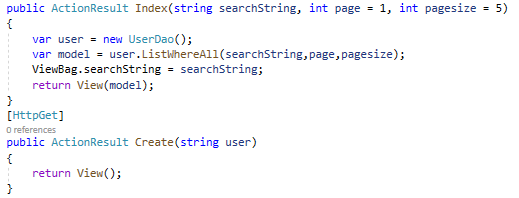 public ActionResult Index(string searchString, int page = 1, int pagesize = 5)
{
var user = new UserDao();
var model = user.ListWhereAll(searchString,page,pagesize);
ViewBag.searchString = searchString;
return View(model);
}
[HttpGet]
0 references
public ActionResult Create(string user)
{
return View();
}